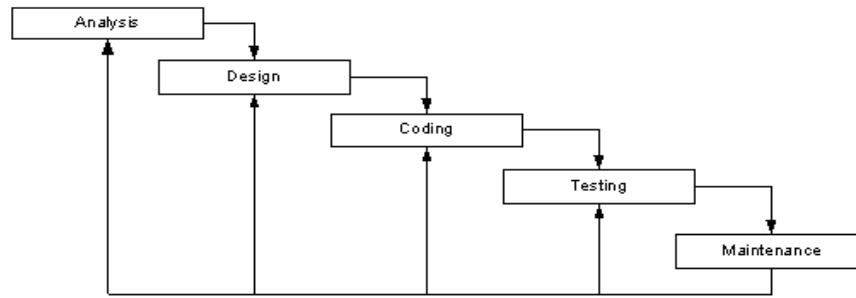 Analysis
Design
Coding
Testing
Maintenance